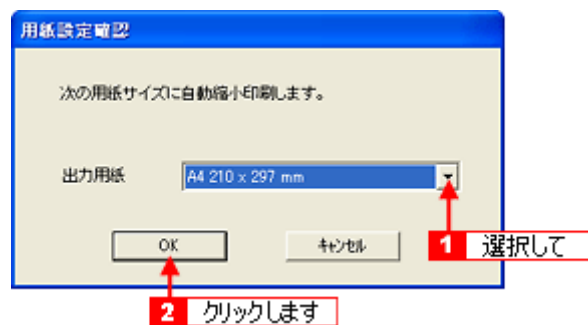 用紙設定確認
次の用紙サイズに自動縮小印刷します。
出力用紙 A4 210 x 297 mm
OK キャンセル
1 選択して
2 クリックします